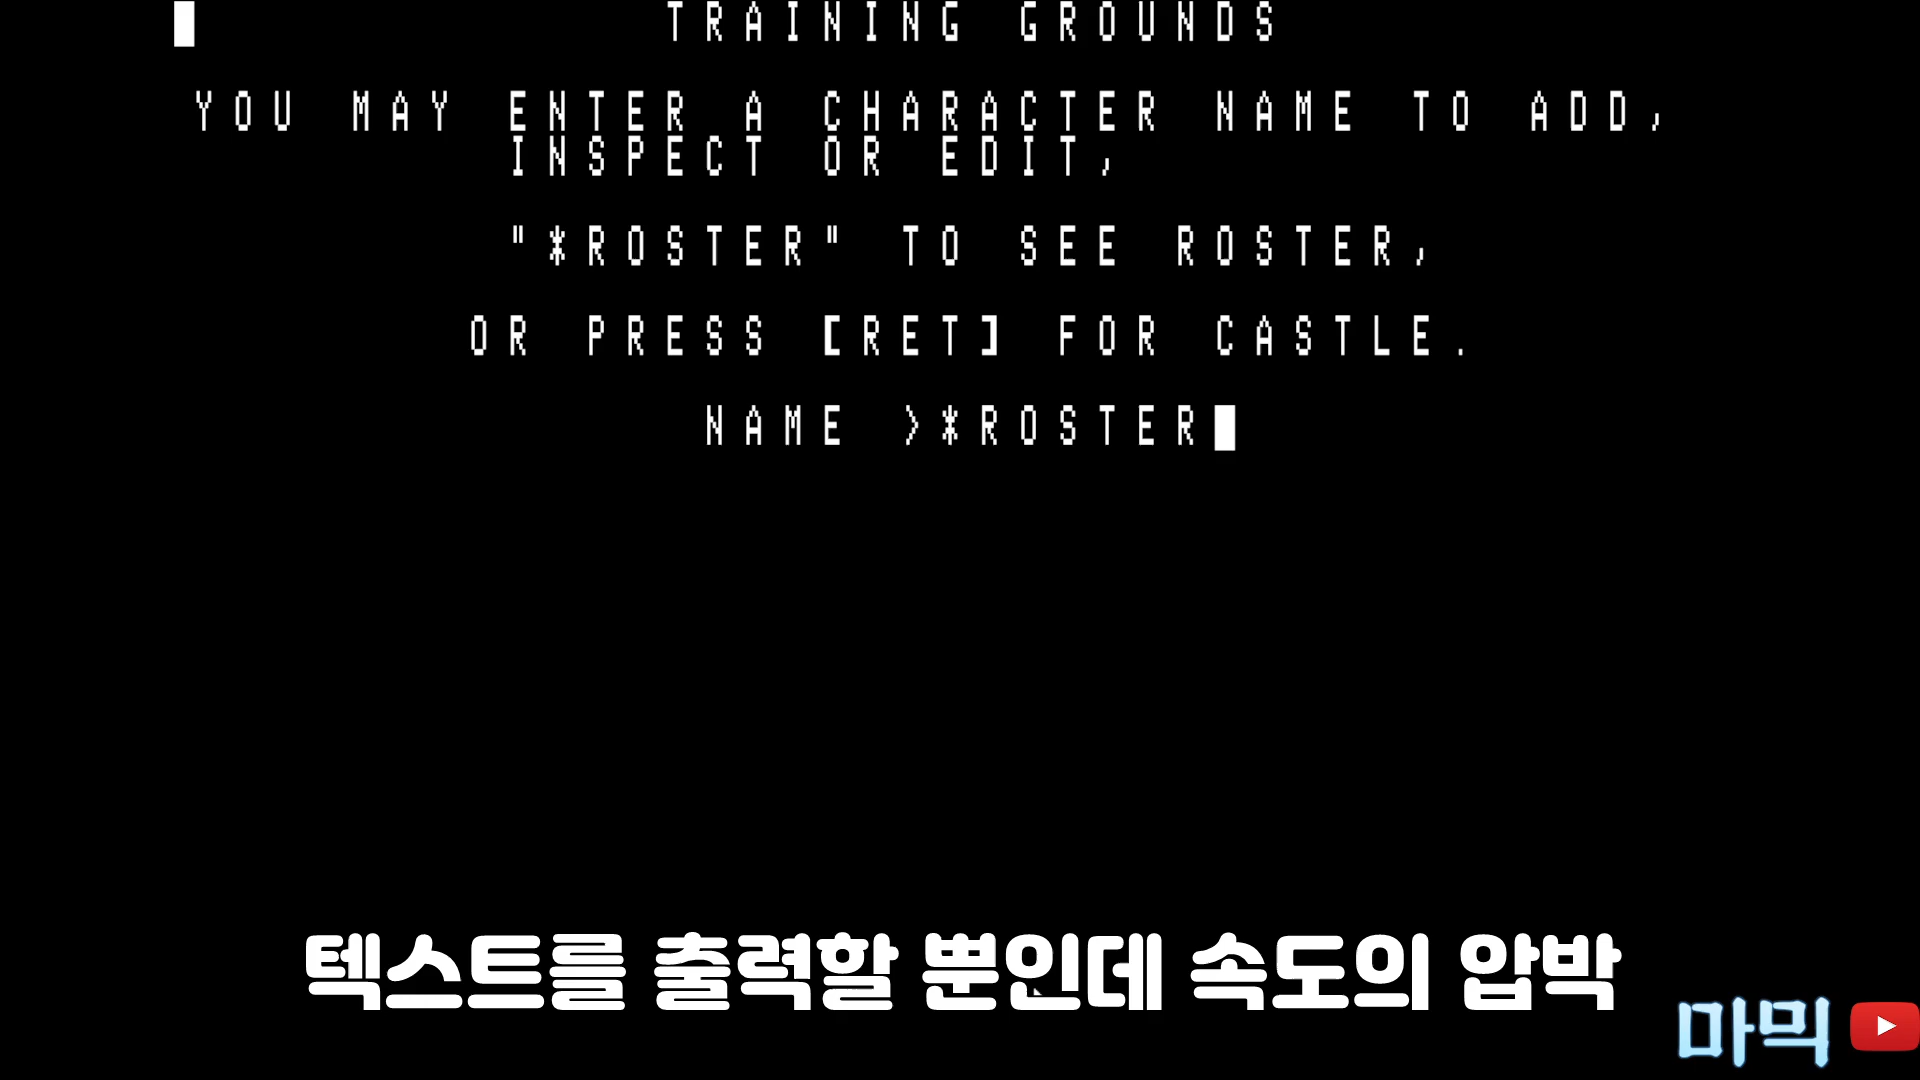 TRAINING GROUNDS
YOU MAY ENTER A CHARACTER NAME TO ADD,
INSPECT OR EDIT,
"*ROSTER" TO SEE ROSTER,
OR PRESS [RET] FOR CASTLE.
NAME >*ROSTER
텍스트를 출력할 뿐인데 속도의 압박
마믹